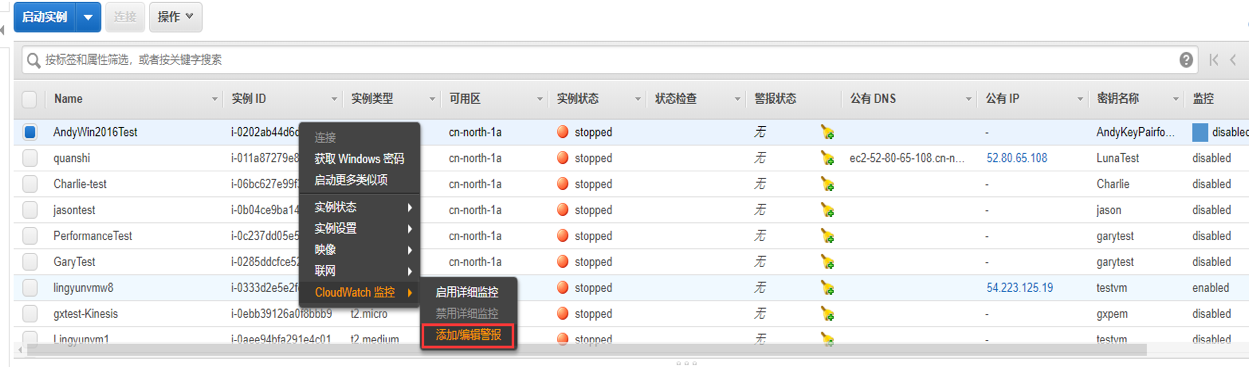 启动实例 连接 操作
按标签和属性筛选，或者按关键字搜索
Name 实例 ID 实例类型 可用区 实例状态 状态检查 警报状态 公有 DNS 公有 IP 密钥名称 监控
AndyWin2016Test i-0202ab44d6 cn-north-1a stopped 无 - AndyKeyPairfo... disabled
quanshi i-011a87279e8 cn-north-1a stopped 无 ec2-52-80-65-108.cn-n... 52.80.65.108 LunaTest disabled
Charlie-test i-06bc627e99f cn-north-1a stopped 无 - Charlie disabled
jasontest i-0b04ce9ba14 cn-north-1a stopped 无 - jason disabled
PerformanceTest i-0c237dd05e5 cn-north-1a stopped 无 - garytest disabled
GaryTest i-0285ddcfce52 cn-north-1a stopped 无 - garytest disabled
lingyunvmw8 i-0333d2e5e2f stopped 无 54.223.125.19 testvm enabled
gxtest-Kinesis i-0ebb39126a0f8bbb9 t2.micro stopped 无 - gxpem disabled
Lingyunvm1 i-0aee94bfa291e4c01 t2.medium stopped 无 - testvm disabled
连接
获取 Windows 密码
启动更多类似项
实例状态
实例设置
映像
联网
CloudWatch 监控
启用详细监控
禁用详细监控
添加/编辑警报